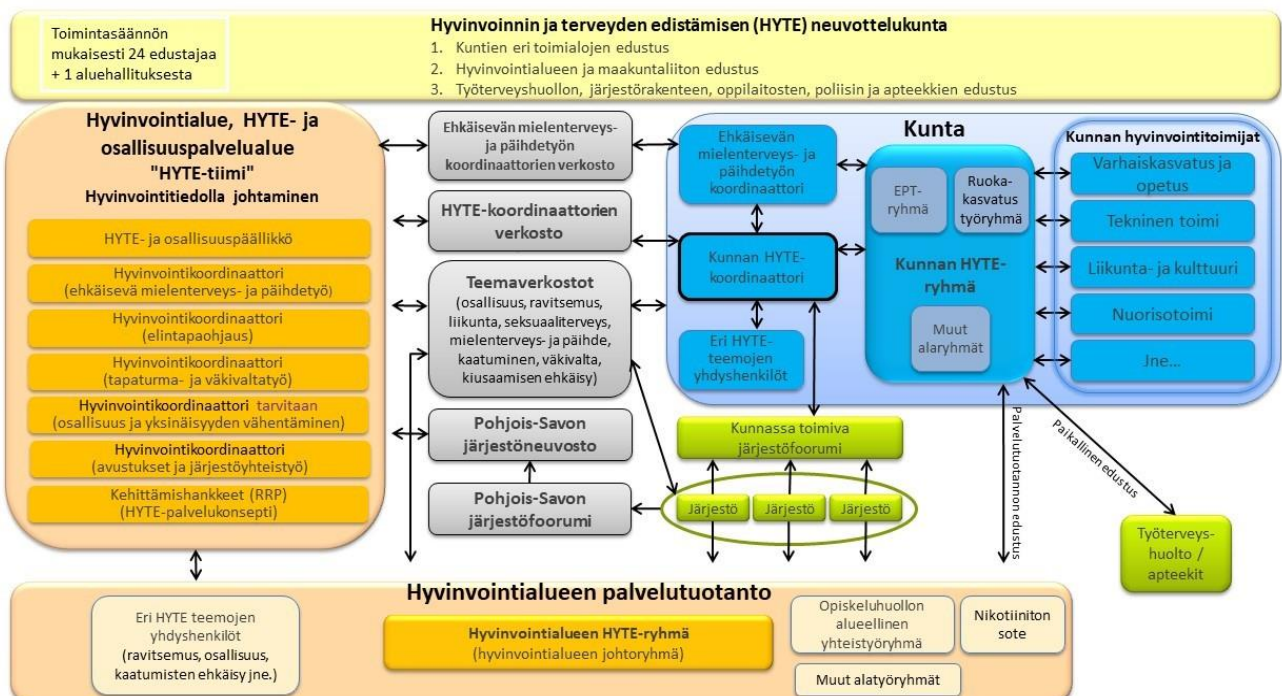 Toimintasäännön
mukaisesti 24 edustajaa
+ 1 aluehallituksesta
Hyvinvoinnin ja terveyden edistämisen (HYTE) neuvottelukunta
1. Kuntien eri toimialojen edustus
2. Hyvinvointialueen ja maakuntaliiton edustus
3. Työterveyshuollon, järjestörakenteen, oppilaitosten, poliisin ja apteekkien edustus
Hyvinvointialue, HYTE- ja
osallisuuspalvelualue
"HYTE-tiimi"
Hyvinvointitiedolla johtaminen
HYTE- ja osallisuuspäällikkö
Hyvinvointikoordinaattori
(ehkäisevä mielenterveys- ja päihdetyö)
Hyvinvointikoordinaattori
(elintapaohjaus)
Hyvinvointikoordinaattori
(tapaturma- ja väkivaltatyö)
Hyvinvointikoordinaattori tarvitaan
(osallisuus ja yksinäisyyden vähentäminen)
Hyvinvointikoordinaattori
(avustukset ja järjestöyhteistyö)
Kehittämishankkeet (RRP)
(HYTE-palvelukonsepti)
Ehkäisevän mielenterveys-
ja päihdetyön
koordinaattorien verkosto
HYTE-koordinaattorien
verkosto
Teemaverkostot
(osallisuus, ravitsemus,
liikunta, seksuaaliterveys,
mielenterveys- ja päihde,
kaatuminen, väkivalta,
kiusaamisen ehkäisy)
Pohjois-Savon
järjestöneuvosto
Pohjois-Savon
järjestöfoorumi
Kunta
Ehkäisevän
mielenterveys- ja
päihdetyön
koordinaattori
Kunnan HYTE-
koordinaattori
Eri HYTE-
teemojen
yhdyshenkilöt
EPT-
ryhmä
Ruoka-
kasvatus
työryhmä
Kunnan HYTE-
ryhmä
Muut
alaryhmät
Kunnan hyvinvointitoimijat
Varhaiskasvatus ja
opetus
Tekninen toimi
Liikunta- ja kulttuuri
Nuorisotoimi
Jne...
Kunnassa toimiva
järjestöfoorumi
Järjestö
Järjestö
Järjestö
Palvelutuotannon edustus
Paikallinen edustus
Työterveys-
huolto /
apteekit
Hyvinvointialueen palvelutuotanto
Eri HYTE teemojen
yhdyshenkilöt
(ravitsemus, osallisuus,
kaatumisten ehkäisy jne.)
Hyvinvointialueen HYTE-ryhmä
(hyvinvointialueen johtoryhmä)
Opiskeluhuollon
alueellinen
yhteistyöryhmä
Nikotiiniton
sote
Muut alatyöryhmät